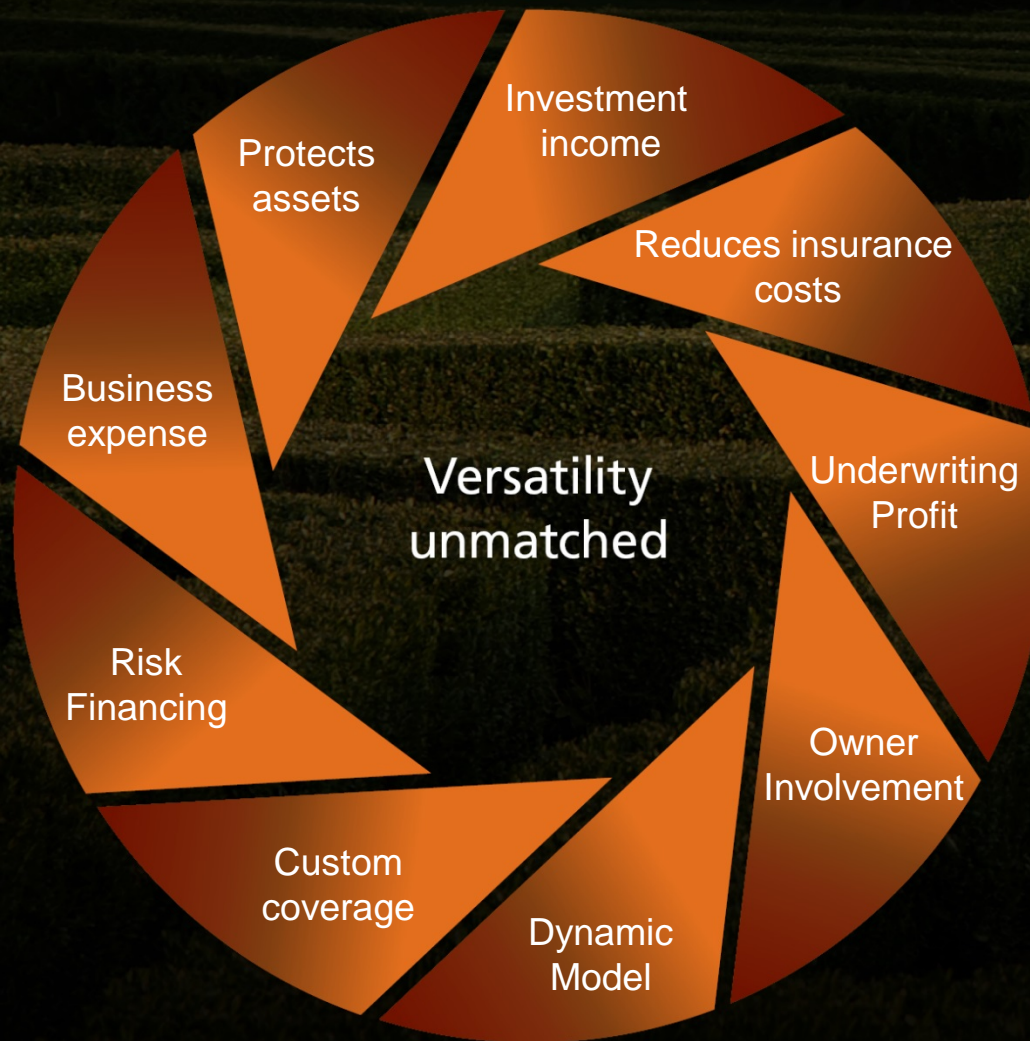 Investment
income
Protects
assets
Reduces insurance
costs
Business
expense
Versatility
unmatched
Underwriting
Profit
Risk
Financing
Owner
Involvement
Custom
coverage
Dynamic
Model